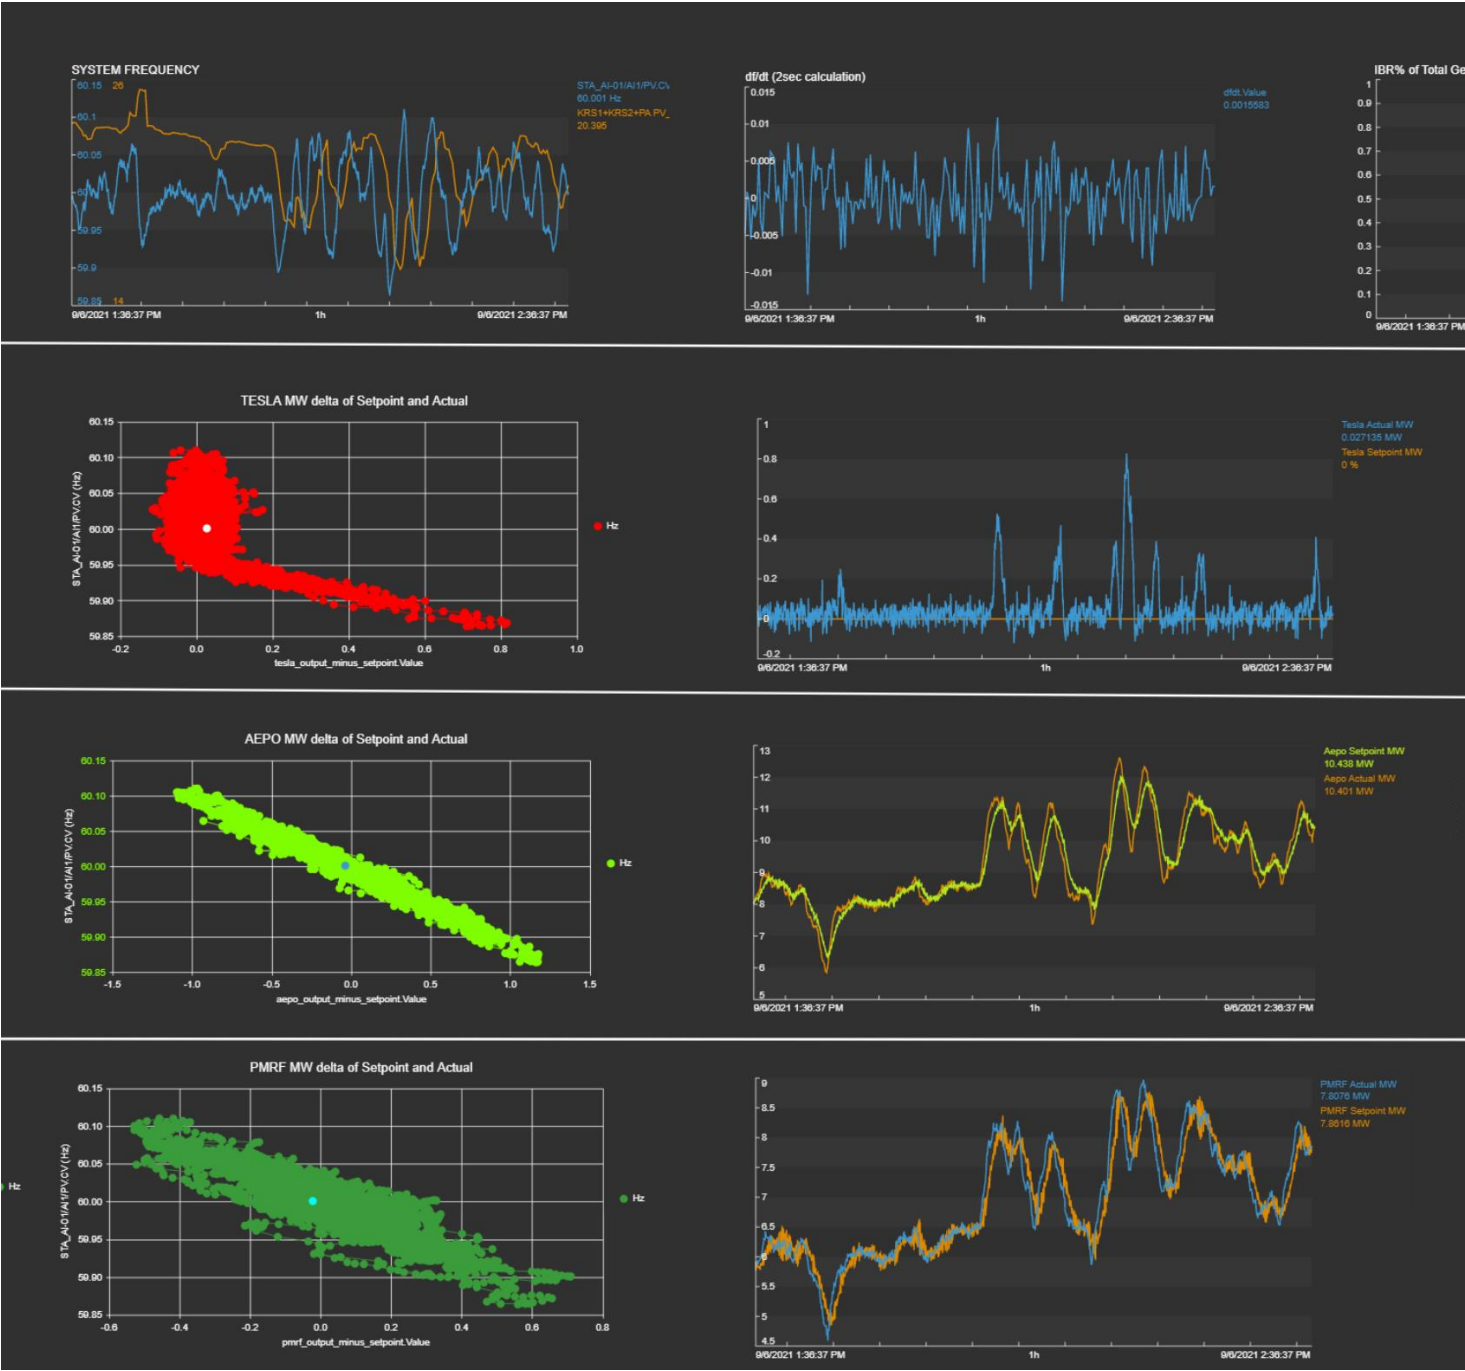 SYSTEM FREQUENCY
60.15 26
60.1
60.05
60
59.95
59.9
59.85 14
9/6/2021 1:36:37 PM 1h 9/6/2021 2:36:37 PM
STA_AI-01/AI1/PV.CV
60.001 Hz
KRS1+KRS2+PA.PV_
20.395
df/dt (2sec calculation)
0.015
0.01
0.005
0
-0.005
-0.01
-0.015
9/6/2021 1:36:37 PM 1h 9/6/2021 2:36:37 PM
dfdt.Value
0.0015583
IBR% of Total Ge
1
0.9
0.8
0.7
0.6
0.5
0.4
0.3
0.2
0.1
0
9/6/2021 1:36:37 PM
TESLA MW delta of Setpoint and Actual
STA_AI-01/AI1/PV.CV (Hz)
60.15
60.10
60.05
60.00
59.95
59.90
59.85
-0.2 0.0 0.2 0.4 0.6 0.8 1.0
tesla_output_minus_setpoint.Value
Hz
1
0.8
0.6
0.4
0.2
0
-0.2
9/6/2021 1:36:37 PM 1h 9/6/2021 2:36:37 PM
Tesla Actual MW
0.027135 MW
Tesla Setpoint MW
0 %
AEPO MW delta of Setpoint and Actual
STA_AI-01/AI1/PV.CV (Hz)
60.15
60.10
60.05
60.00
59.95
59.90
59.85
-1.5 -1.0 -0.5 0.0 0.5 1.0 1.5
aepo_output_minus_setpoint.Value
Hz
13
12
11
10
9
8
7
6
5
9/6/2021 1:36:37 PM 1h 9/6/2021 2:36:37 PM
Aepo Setpoint MW
10.438 MW
Aepo Actual MW
10.401 MW
PMRF MW delta of Setpoint and Actual
Hz
STA_AI-01/AI1/PV.CV (Hz)
60.15
60.10
60.05
60.00
59.95
59.90
59.85
-0.6 -0.4 -0.2 0.0 0.2 0.4 0.6 0.8
pmrf_output_minus_setpoint.Value
Hz
9
8.5
8
7.5
7
6.5
6
5.5
5
4.5
9/6/2021 1:36:37 PM 1h 9/6/2021 2:36:37 PM
PMRF Actual MW
7.8076 MW
PMRF Setpoint MW
7.8616 MW